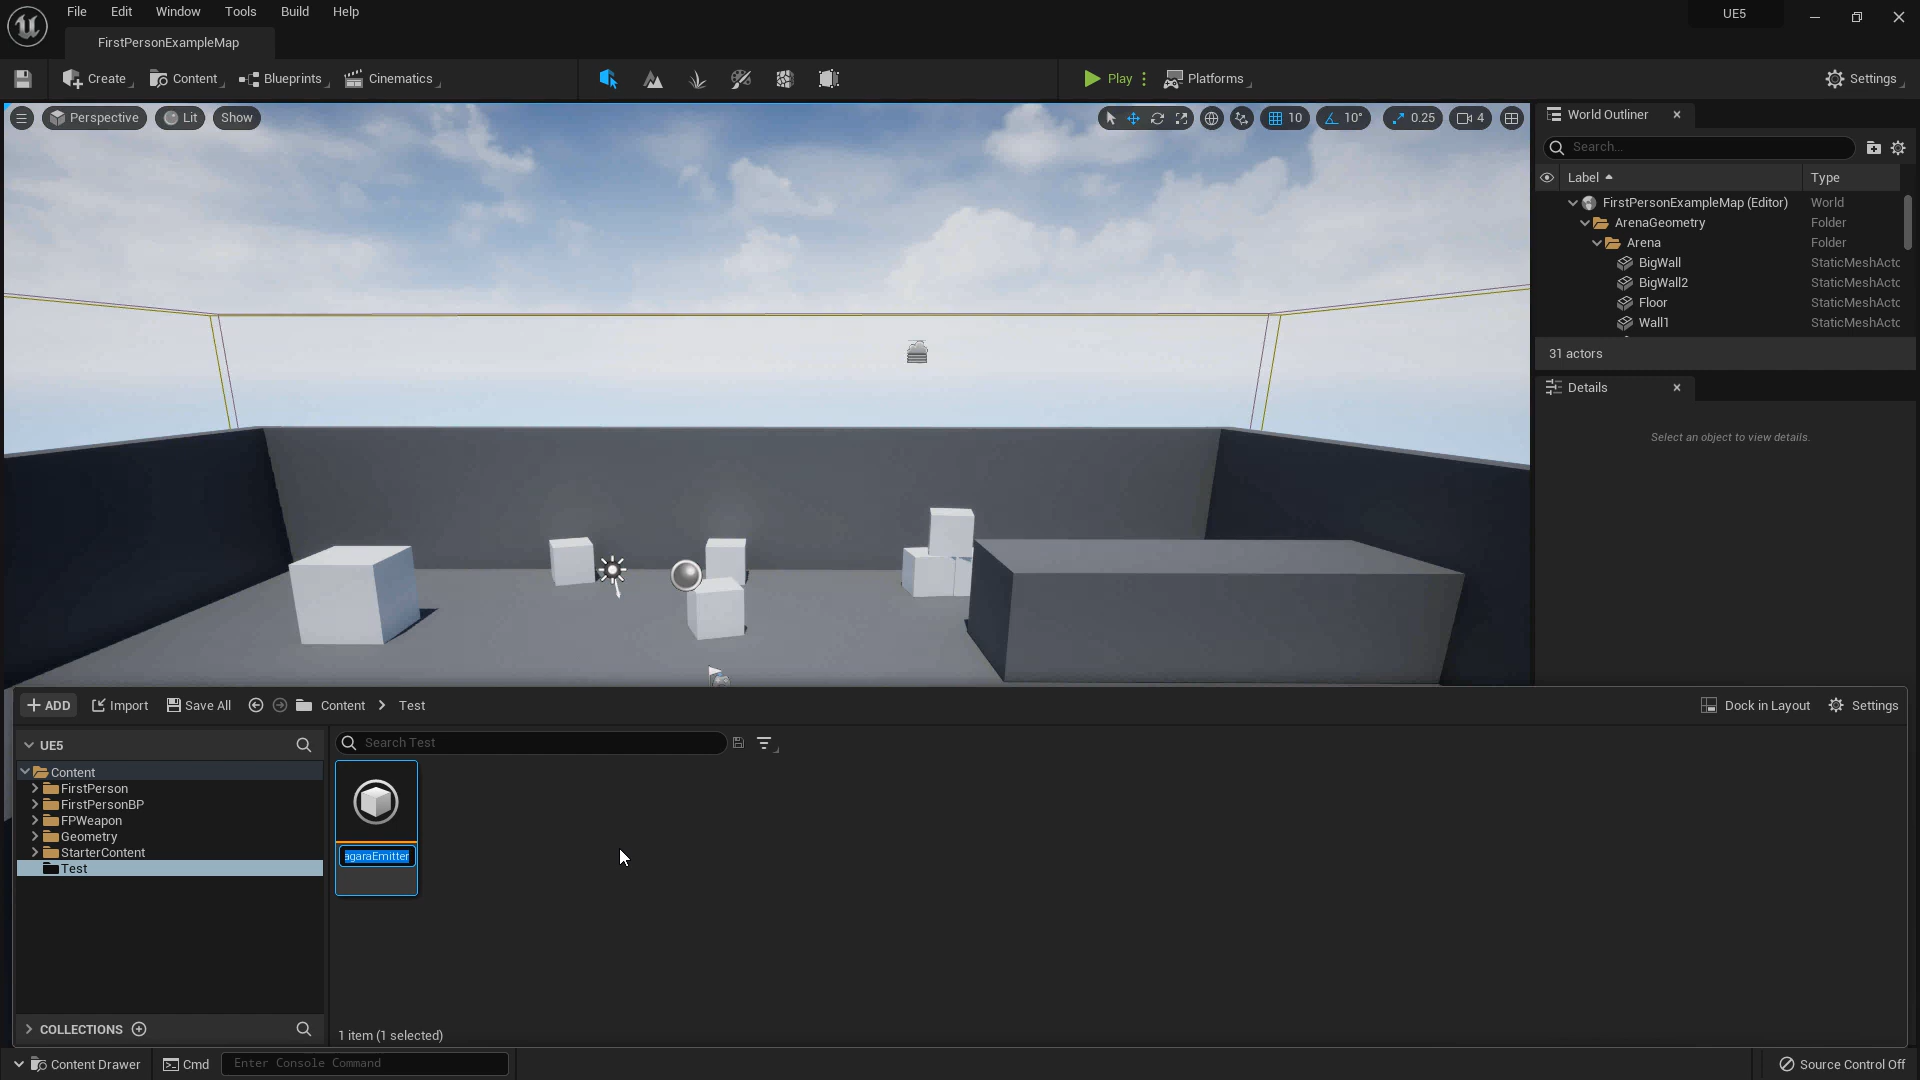 File Edit Window Tools Build Help
UE5
FirstPersonExampleMap
Create Content Blueprints Cinematics Play Platforms Settings
Perspective Lit Show 10 10° 0.25 4
World Outliner
Search...
Label Type
FirstPersonExampleMap (Editor) World
ArenaGeometry Folder
Arena Folder
BigWall StaticMeshActo
BigWall2 StaticMeshActo
Floor StaticMeshActo
Wall1 StaticMeshActo
31 actors
Details
Select an object to view details.
ADD Import Save All Content Test Dock in Layout Settings
UE5
Search Test
Content
FirstPerson
FirstPersonBP
FPWeapon
Geometry
StarterContent
Test
agaraEmitter
COLLECTIONS
1 item (1 selected)
Content Drawer Cmd Enter Console Command Source Control Off